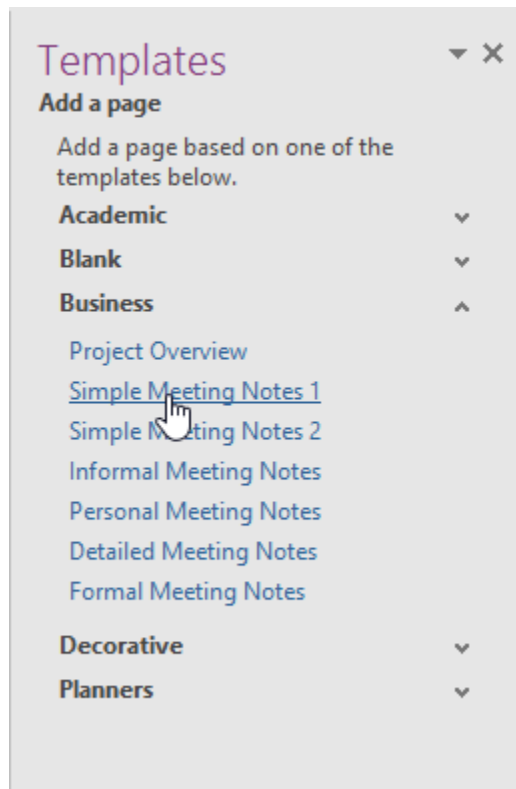 Templates
Add a page
Add a page based on one of the
templates below.
Academic
Blank
Business
Project Overview
Simple Meeting Notes 1
Simple Meeting Notes 2
Informal Meeting Notes
Personal Meeting Notes
Detailed Meeting Notes
Formal Meeting Notes
Decorative
Planners